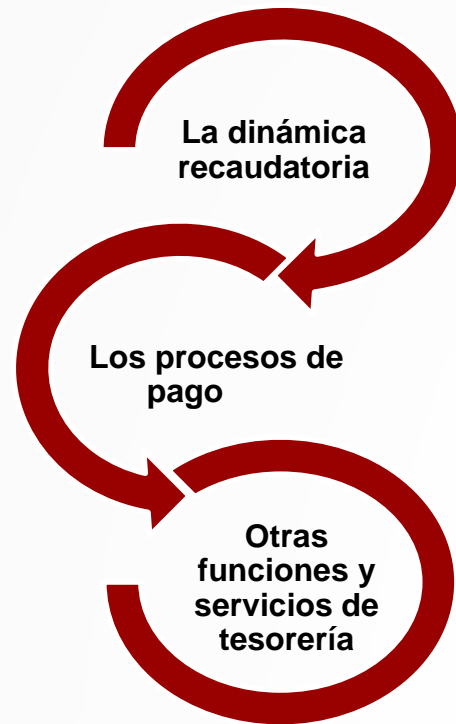 La dinámica
recaudatoria
Los procesos de
pago
Otras
funciones y
servicios de
tesorería